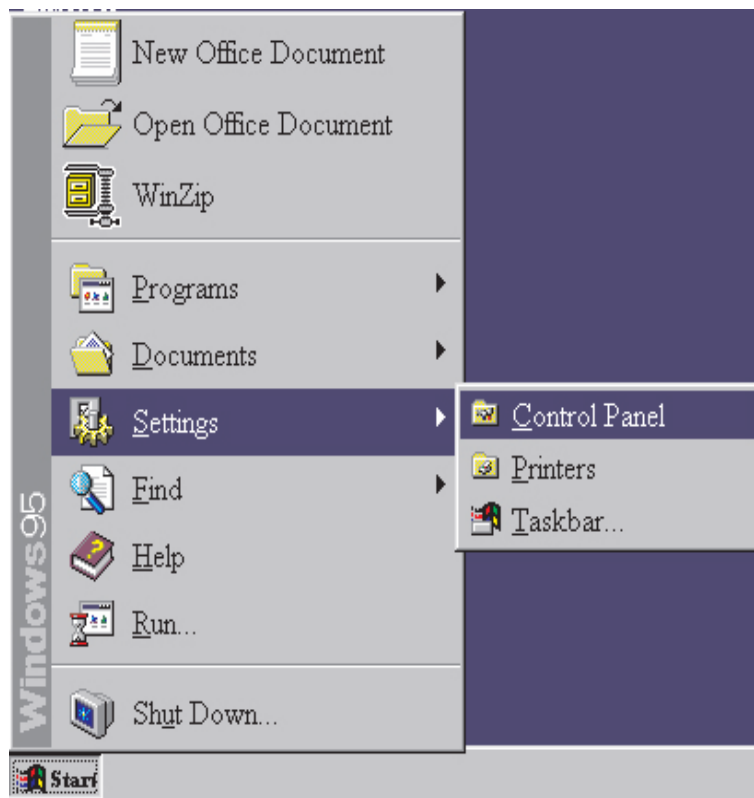 New Office Document
Open Office Document
WinZip
Programs
Documents
Settings
Find
Help
Run...
Shut Down...
Control Panel
Printers
Taskbar...
Windows95
Start